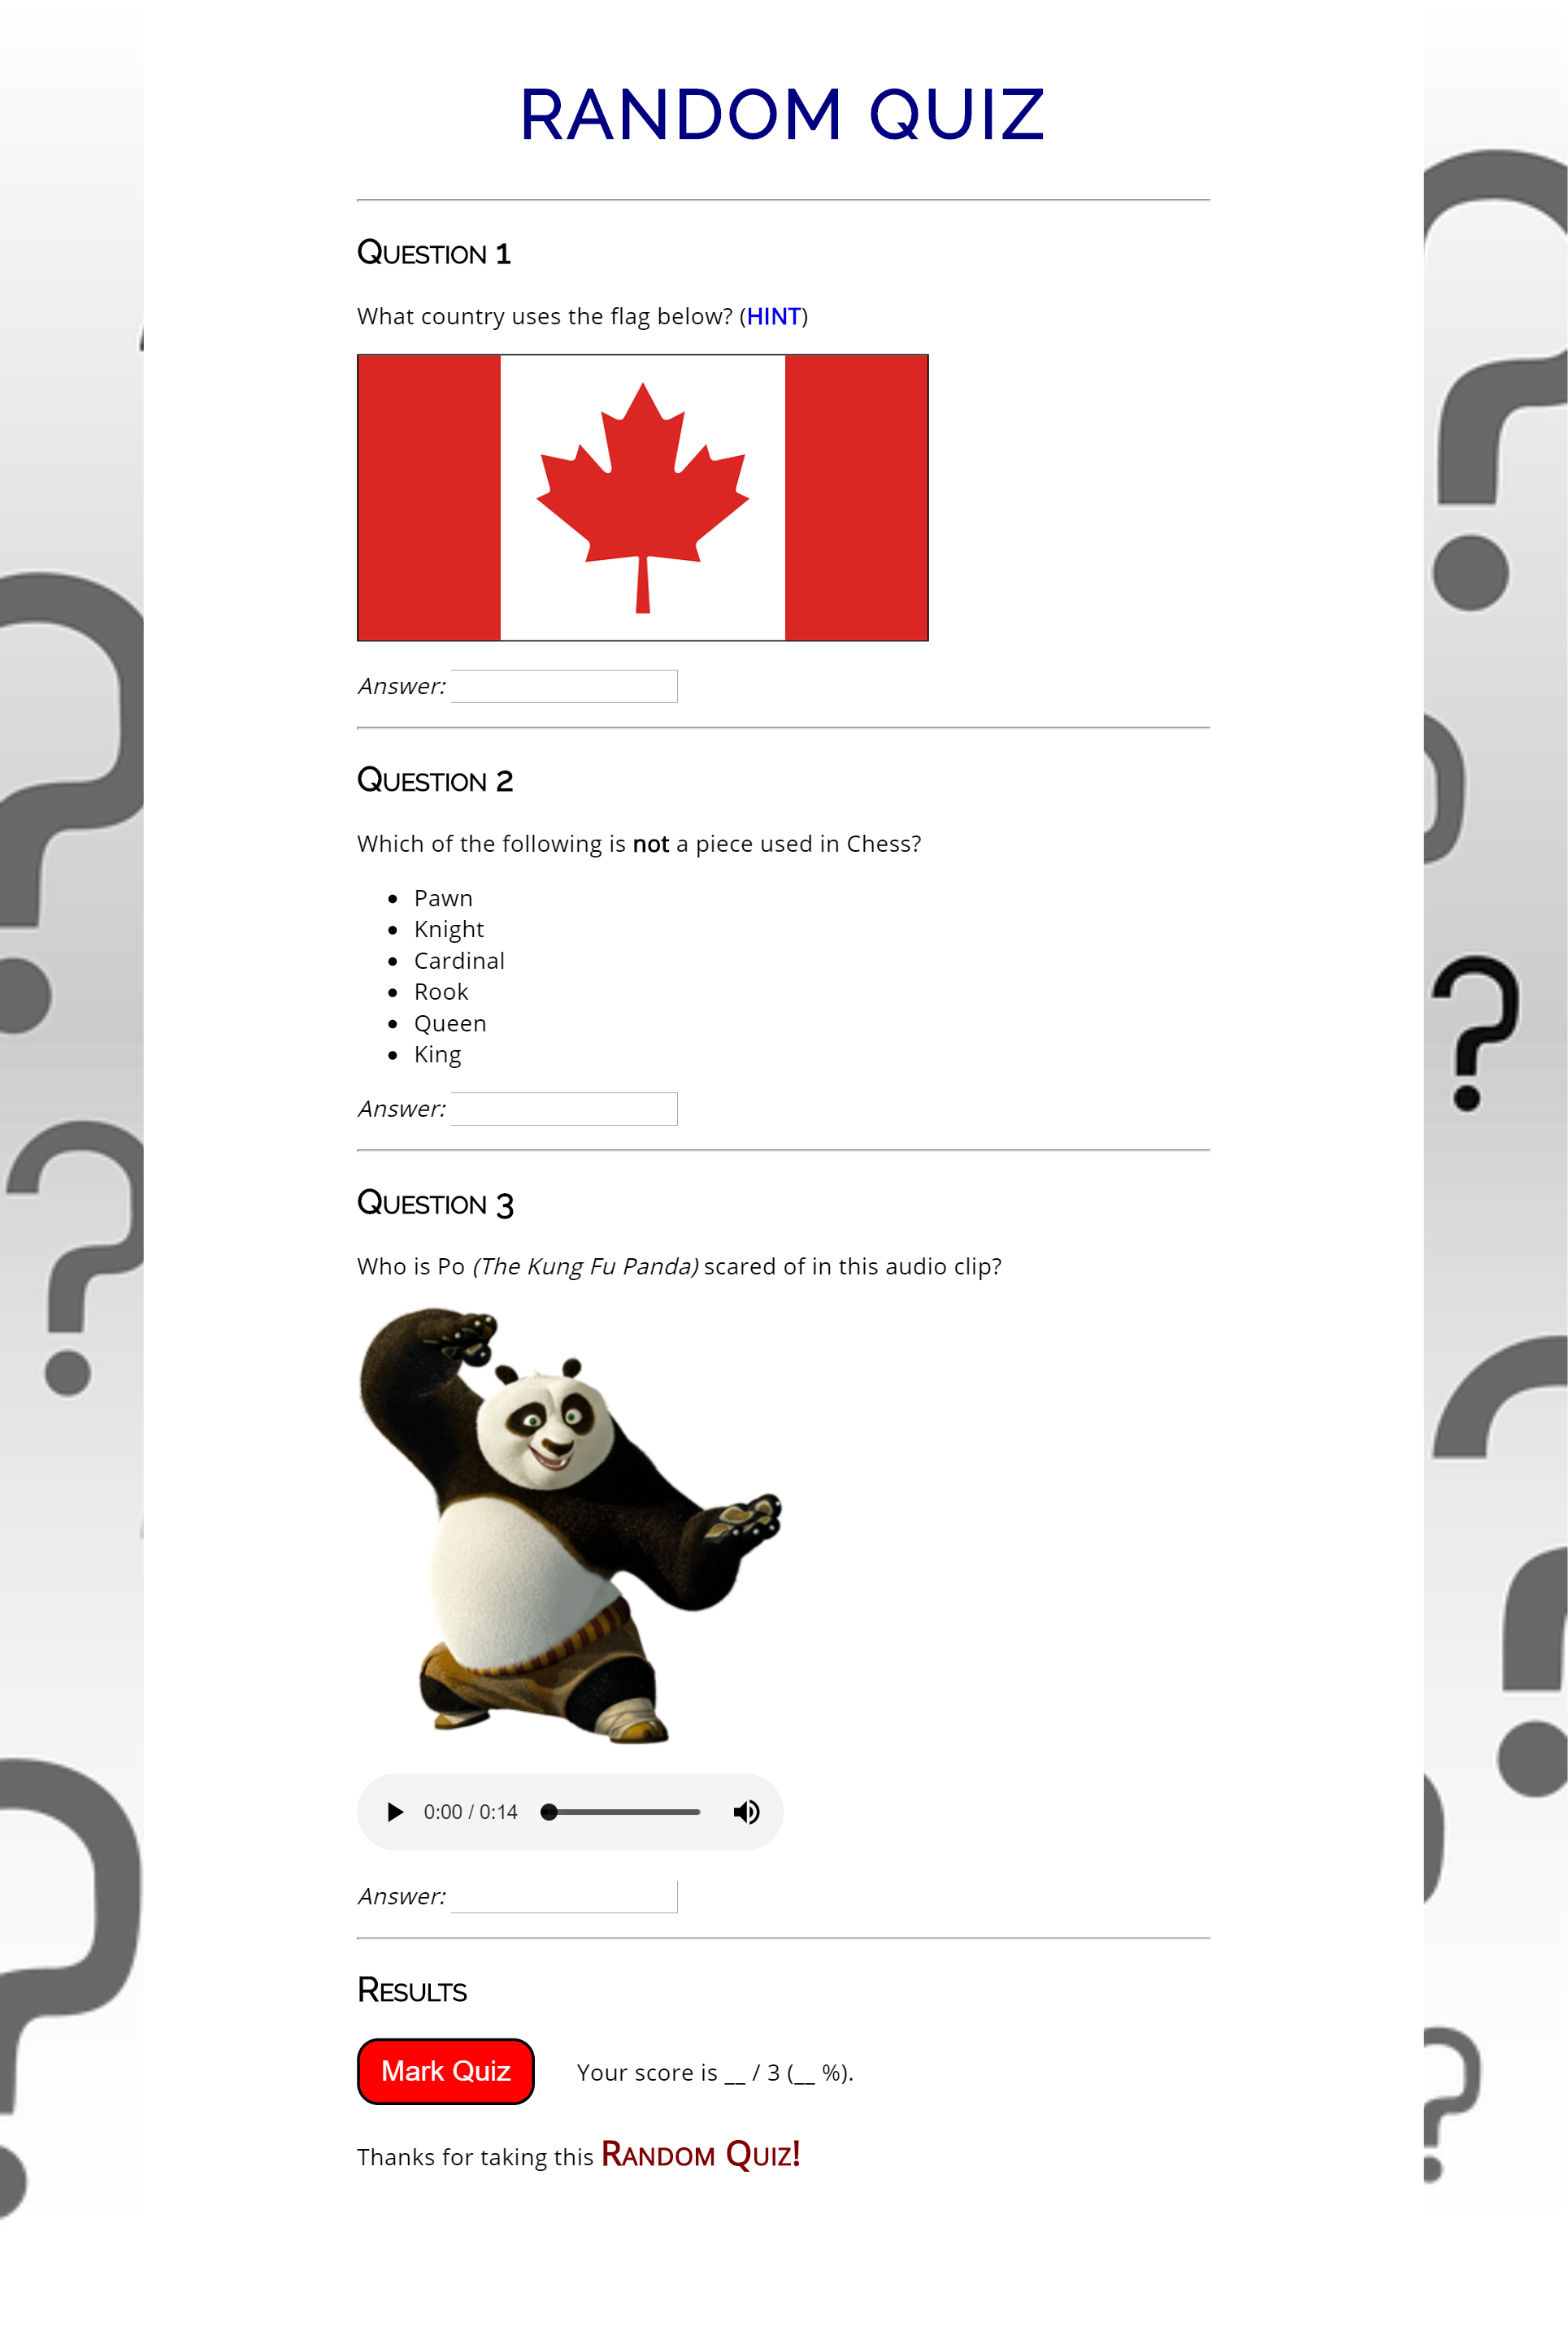 RANDOM QUIZ
Question 1
What country uses the flag below? (HINT)
Answer:
Question 2
Which of the following is not a piece used in Chess?
• Pawn
• Knight
• Cardinal
• Rook
• Queen
• King
Answer:
Question 3
Who is Po (The Kung Fu Panda) scared of in this audio clip?
0:00 / 0:14
Answer:
Results
Mark Quiz Your score is __ / 3 (__ %).
Thanks for taking this Random Quiz!